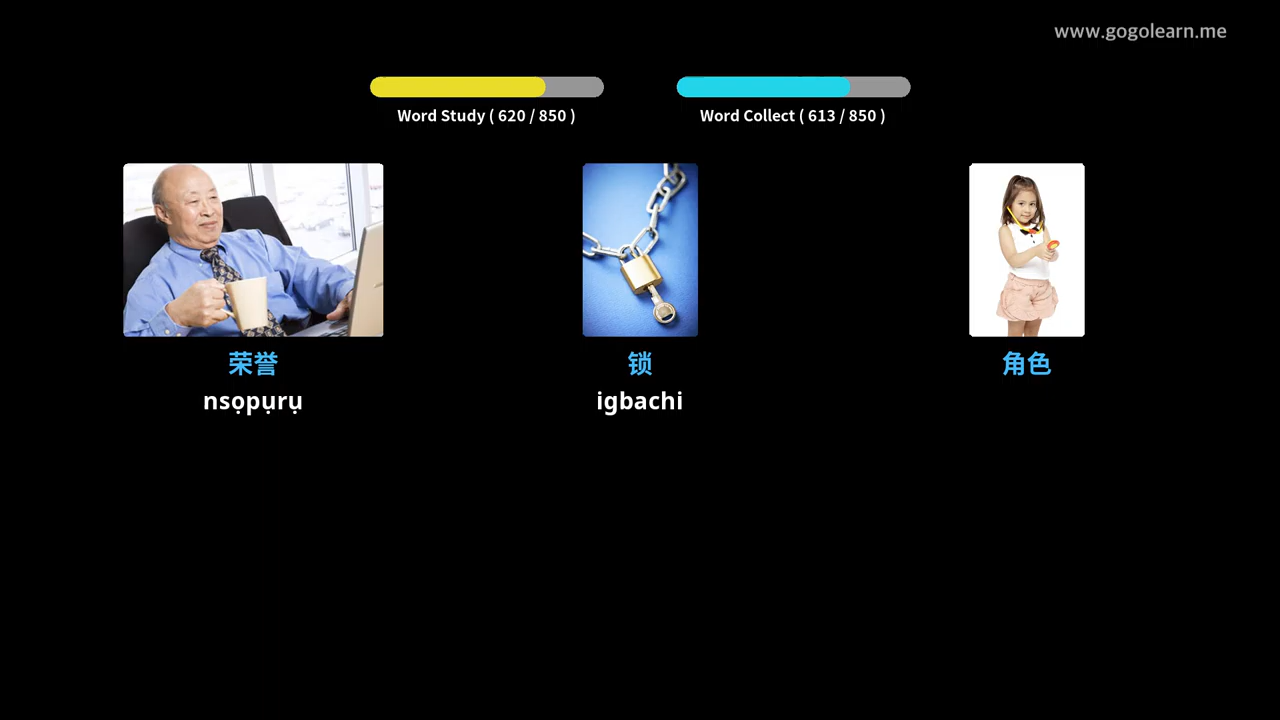 www.gogolearn.me
Word Study ( 620 / 850 )
Word Collect ( 613 / 850 )
荣誉
nsọpụrụ
锁
igbachi
角色